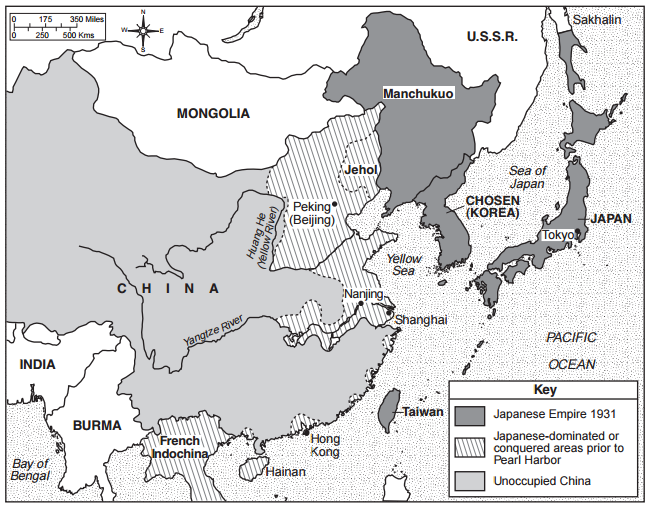 0 175 350 Miles
0 250 500 Kms
N
W E
S
Sakhalin
U.S.S.R.
Manchukuo
MONGOLIA
Jehol
Sea of
Japan
CHOSEN
(KOREA)
Peking
(Beijing)
JAPAN
Tokyo
Huang He
(Yellow River)
Yellow
Sea
CHINA
Nanjing
Shanghai
Yangtze River
PACIFIC
OCEAN
INDIA
Key
Japanese Empire 1931
Japanese-dominated or
conquered areas prior to
Pearl Harbor
Unoccupied China
Taiwan
BURMA
French
Indochina
Hong
Kong
Bay of
Bengal
Hainan